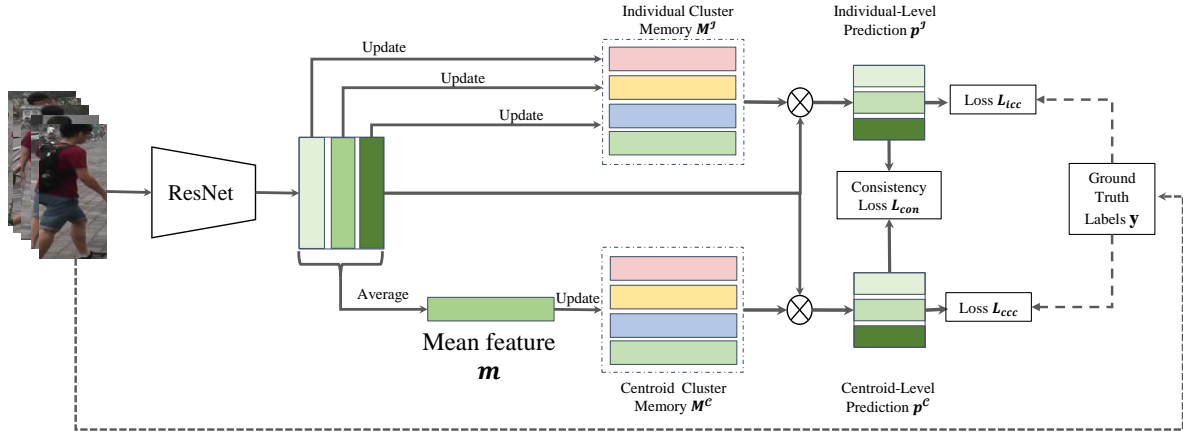 Individual Cluster
Memory M^I
Individual-Level
Prediction p^I
Update
Update
Update
ResNet
Loss L_icc
Consistency
Loss L_con
Ground
Truth
Labels y
Average
Update
Mean feature
m
Loss L_ccc
Centroid Cluster
Memory M^C
Centroid-Level
Prediction p^C